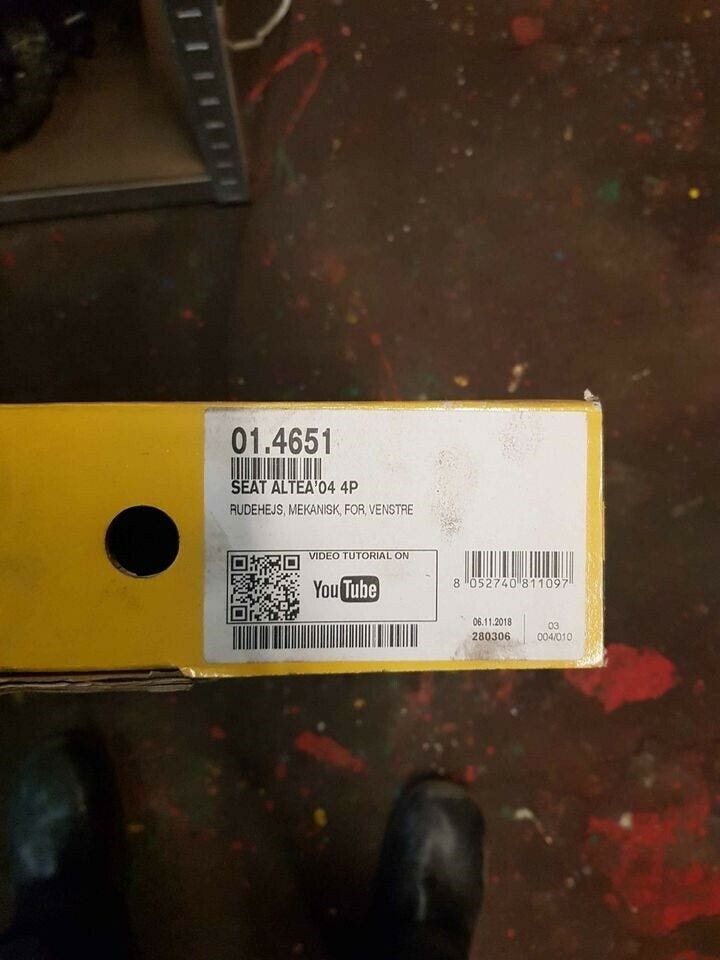 01.4651
SEAT ALTEA'04 4P
RUDEHEJS, MEKANISK, FOR, VENSTRE
VIDEO TUTORIAL ON
YouTube
8 052740 811097
06.11.2018
280306
03
004/010